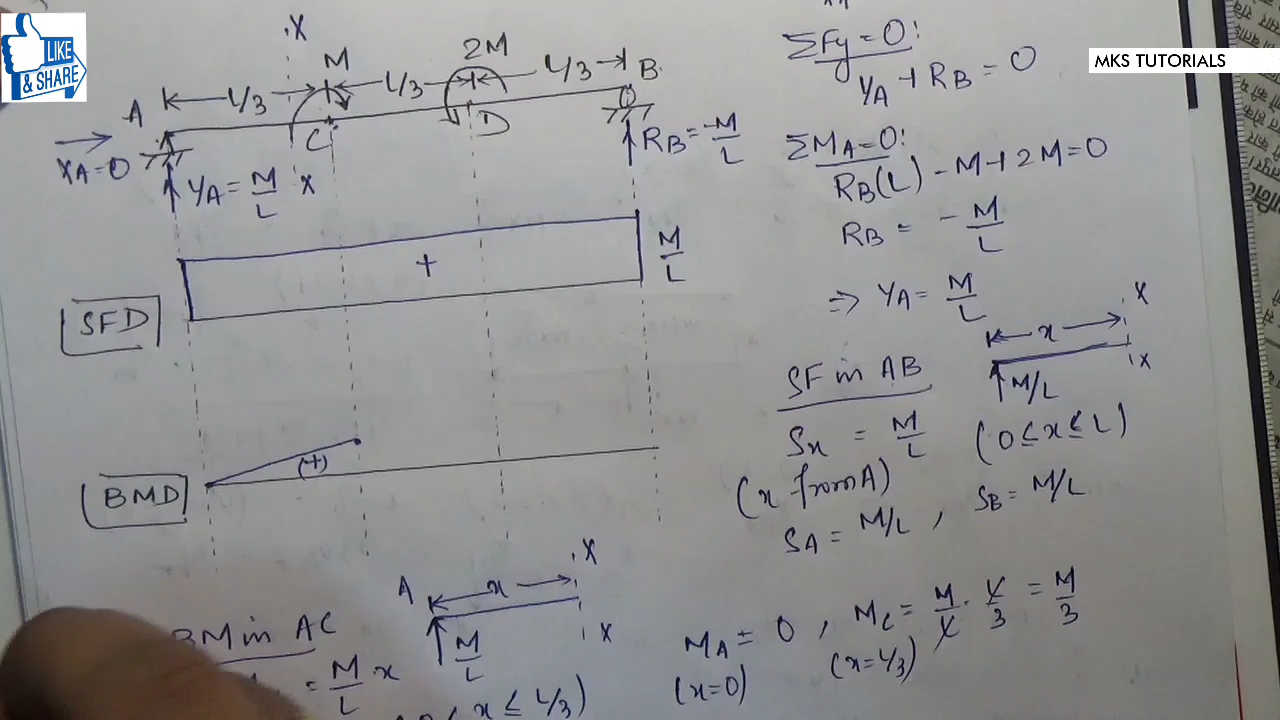 LIKE
& SHARE
MKS TUTORIALS
X
M
2M
A
L/3
L/3
L/3
B
C
D
XA=0
YA = M/L
X
RB = -M/L
ΣFy=0:
YA + RB = 0
ΣMA=0:
RB(L) - M + 2M = 0
RB = - M/L
⇒ YA = M/L
x
X
X
A
M/L
SF in AB
Sx = M/L (0≤x≤L)
(x from A)
SA = M/L, SB = M/L
+
M/L
SFD
(+)
BMD
BM in AC
= M/L · x
x ≤ L/3)
A
x
X
X
M/L
MA = 0, MC = M/L · L/3 = M/3
(x=0) (x=L/3)